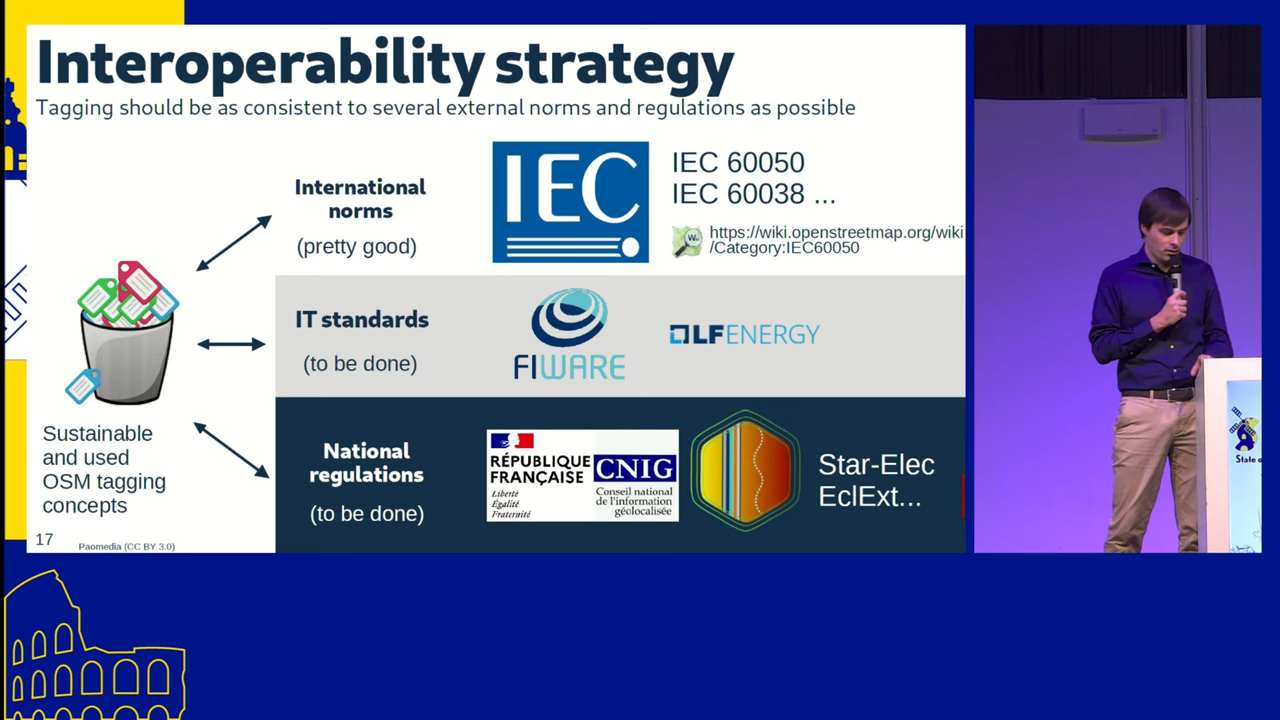 Interoperability strategy
Tagging should be as consistent to several external norms and regulations as possible
International
norms
(pretty good)
IEC
IEC 60050
IEC 60038 ...
W
https://wiki.openstreetmap.org/wiki
/Category:IEC60050
IT standards
(to be done)
FIWARE
LFENERGY
National
regulations
(to be done)
RÉPUBLIQUE
FRANÇAISE
Liberté
Égalité
Fraternité
CNIG
Conseil national
de l'information
géolocalisée
Star-Elec
EclExt...
Sustainable
and used
OSM tagging
concepts
17
Paomedia (CC BY 3.0)
State